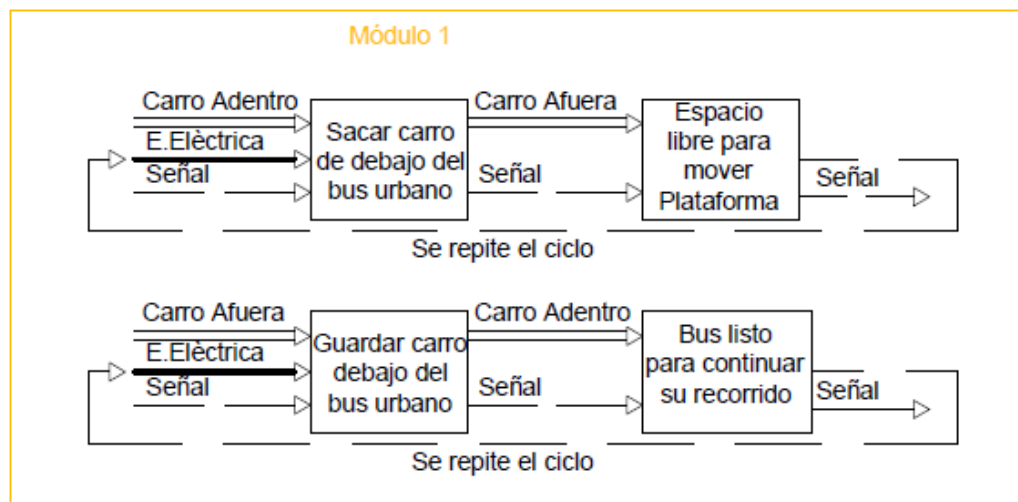 Módulo 1
Carro Adentro
E.Elèctrica
Señal
Sacar carro
de debajo del
bus urbano
Carro Afuera
Señal
Espacio
libre para
mover
Plataforma
Señal
Se repite el ciclo
Carro Afuera
E.Elèctrica
Señal
Guardar carro
debajo del
bus urbano
Carro Adentro
Señal
Bus listo
para continuar
su recorrido
Señal
Se repite el ciclo